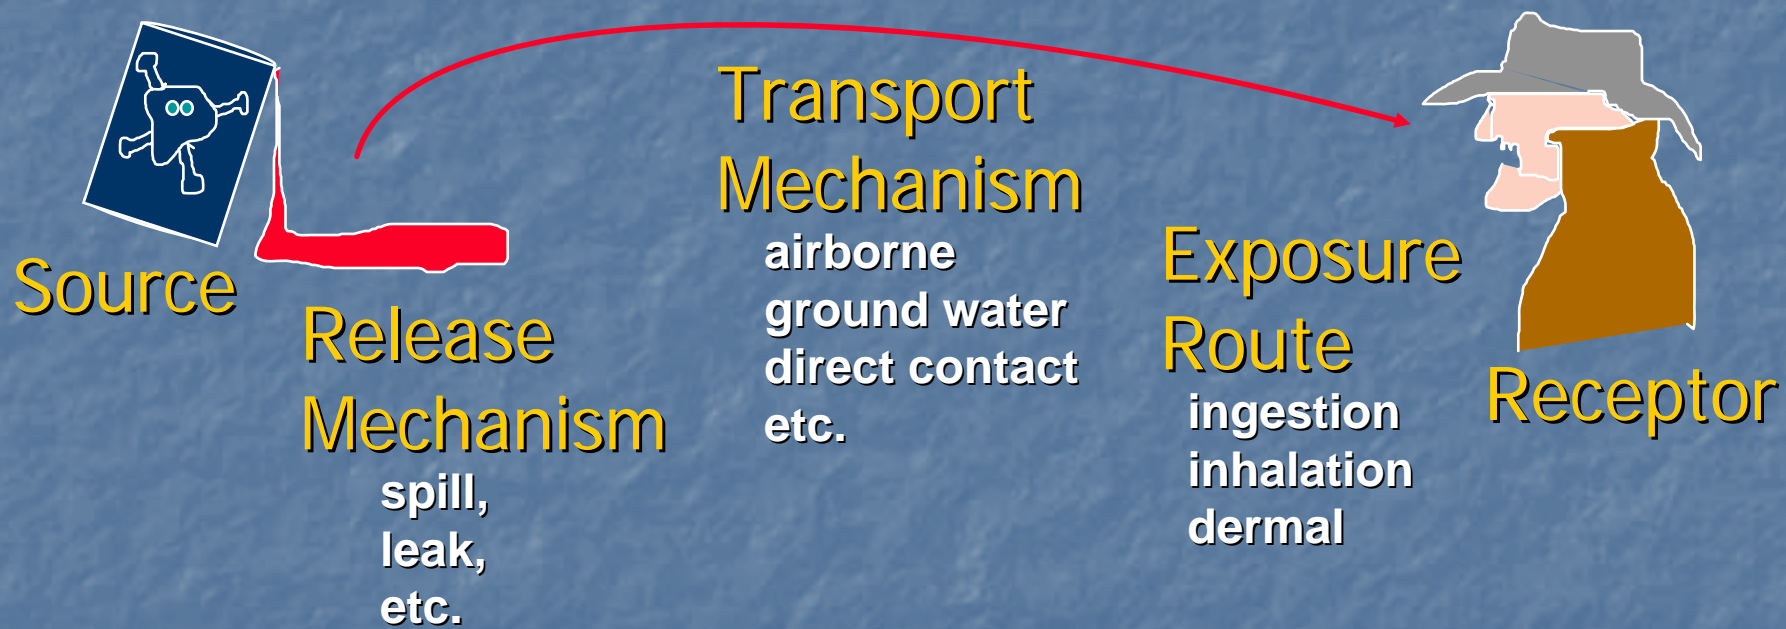 Source
Release
Mechanism
spill,
leak,
etc.
Transport
Mechanism
airborne
ground water
direct contact
etc.
Exposure
Route
ingestion
inhalation
dermal
Receptor